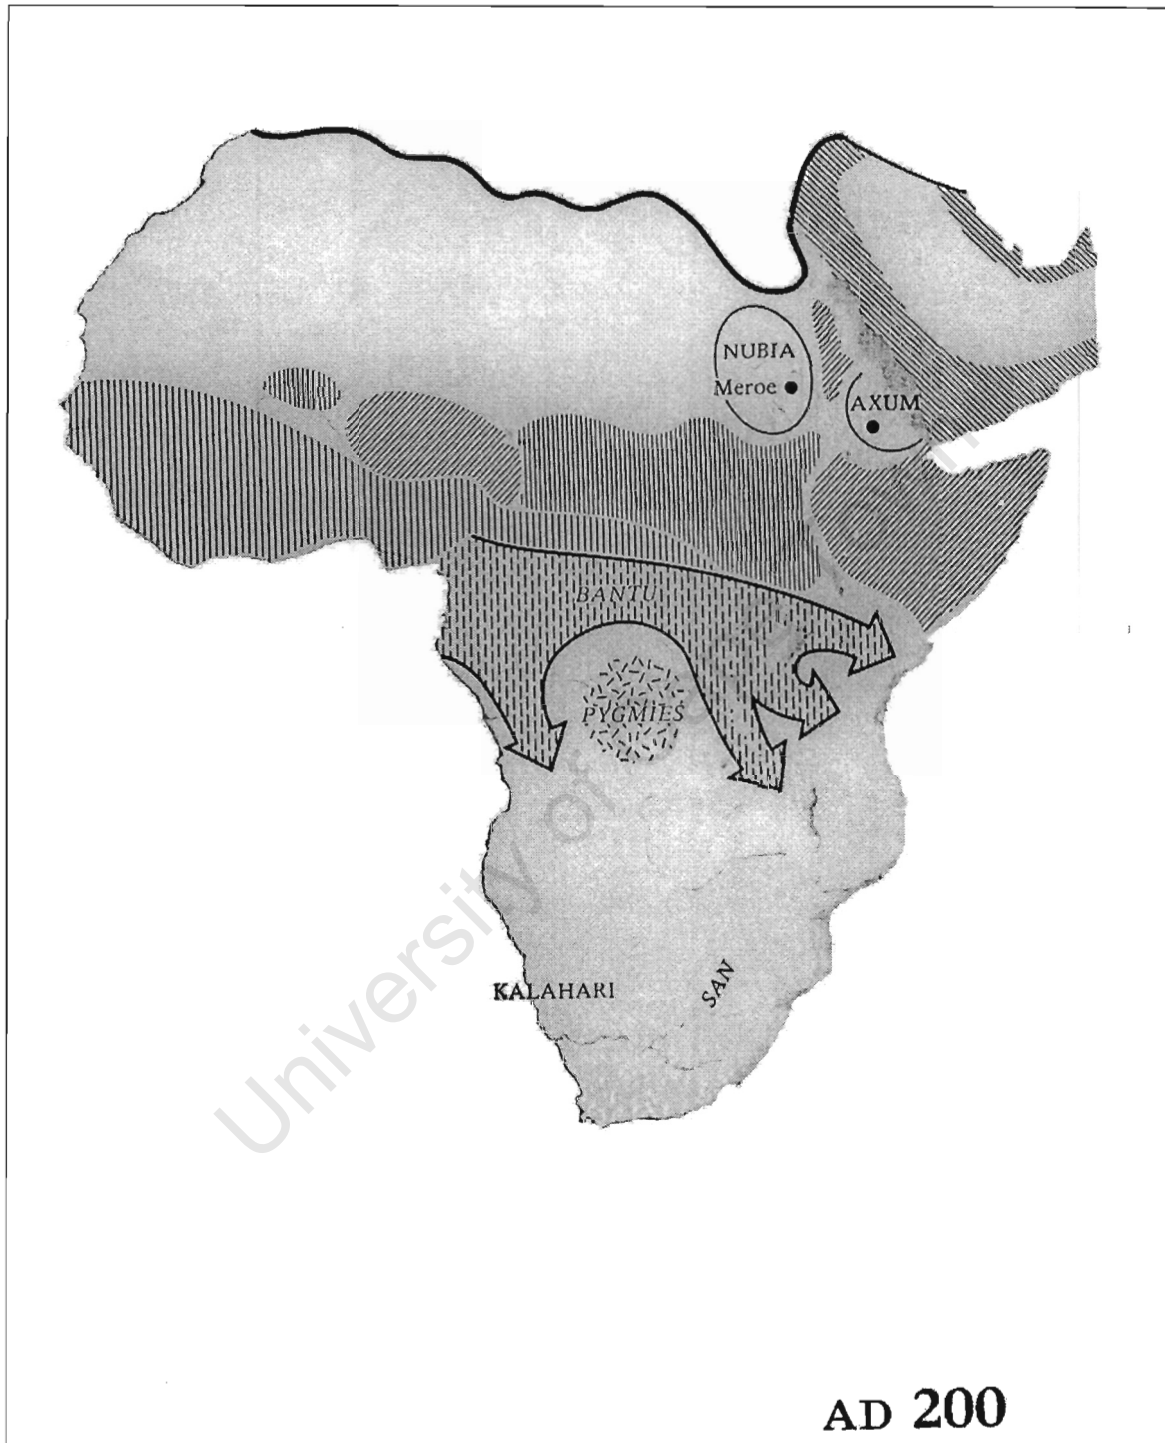 NUBIA
Meroe
AXUM
BANTU
PYGMIES
KALAHARI
SAN
University of
AD 200